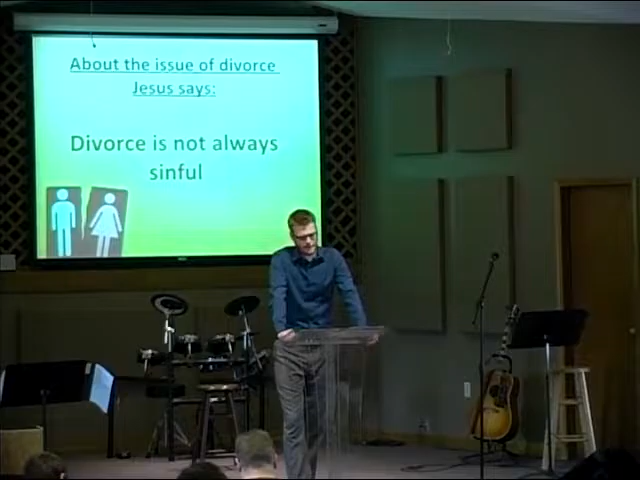 About the issue of divorce
Jesus says:
Divorce is not always
sinful